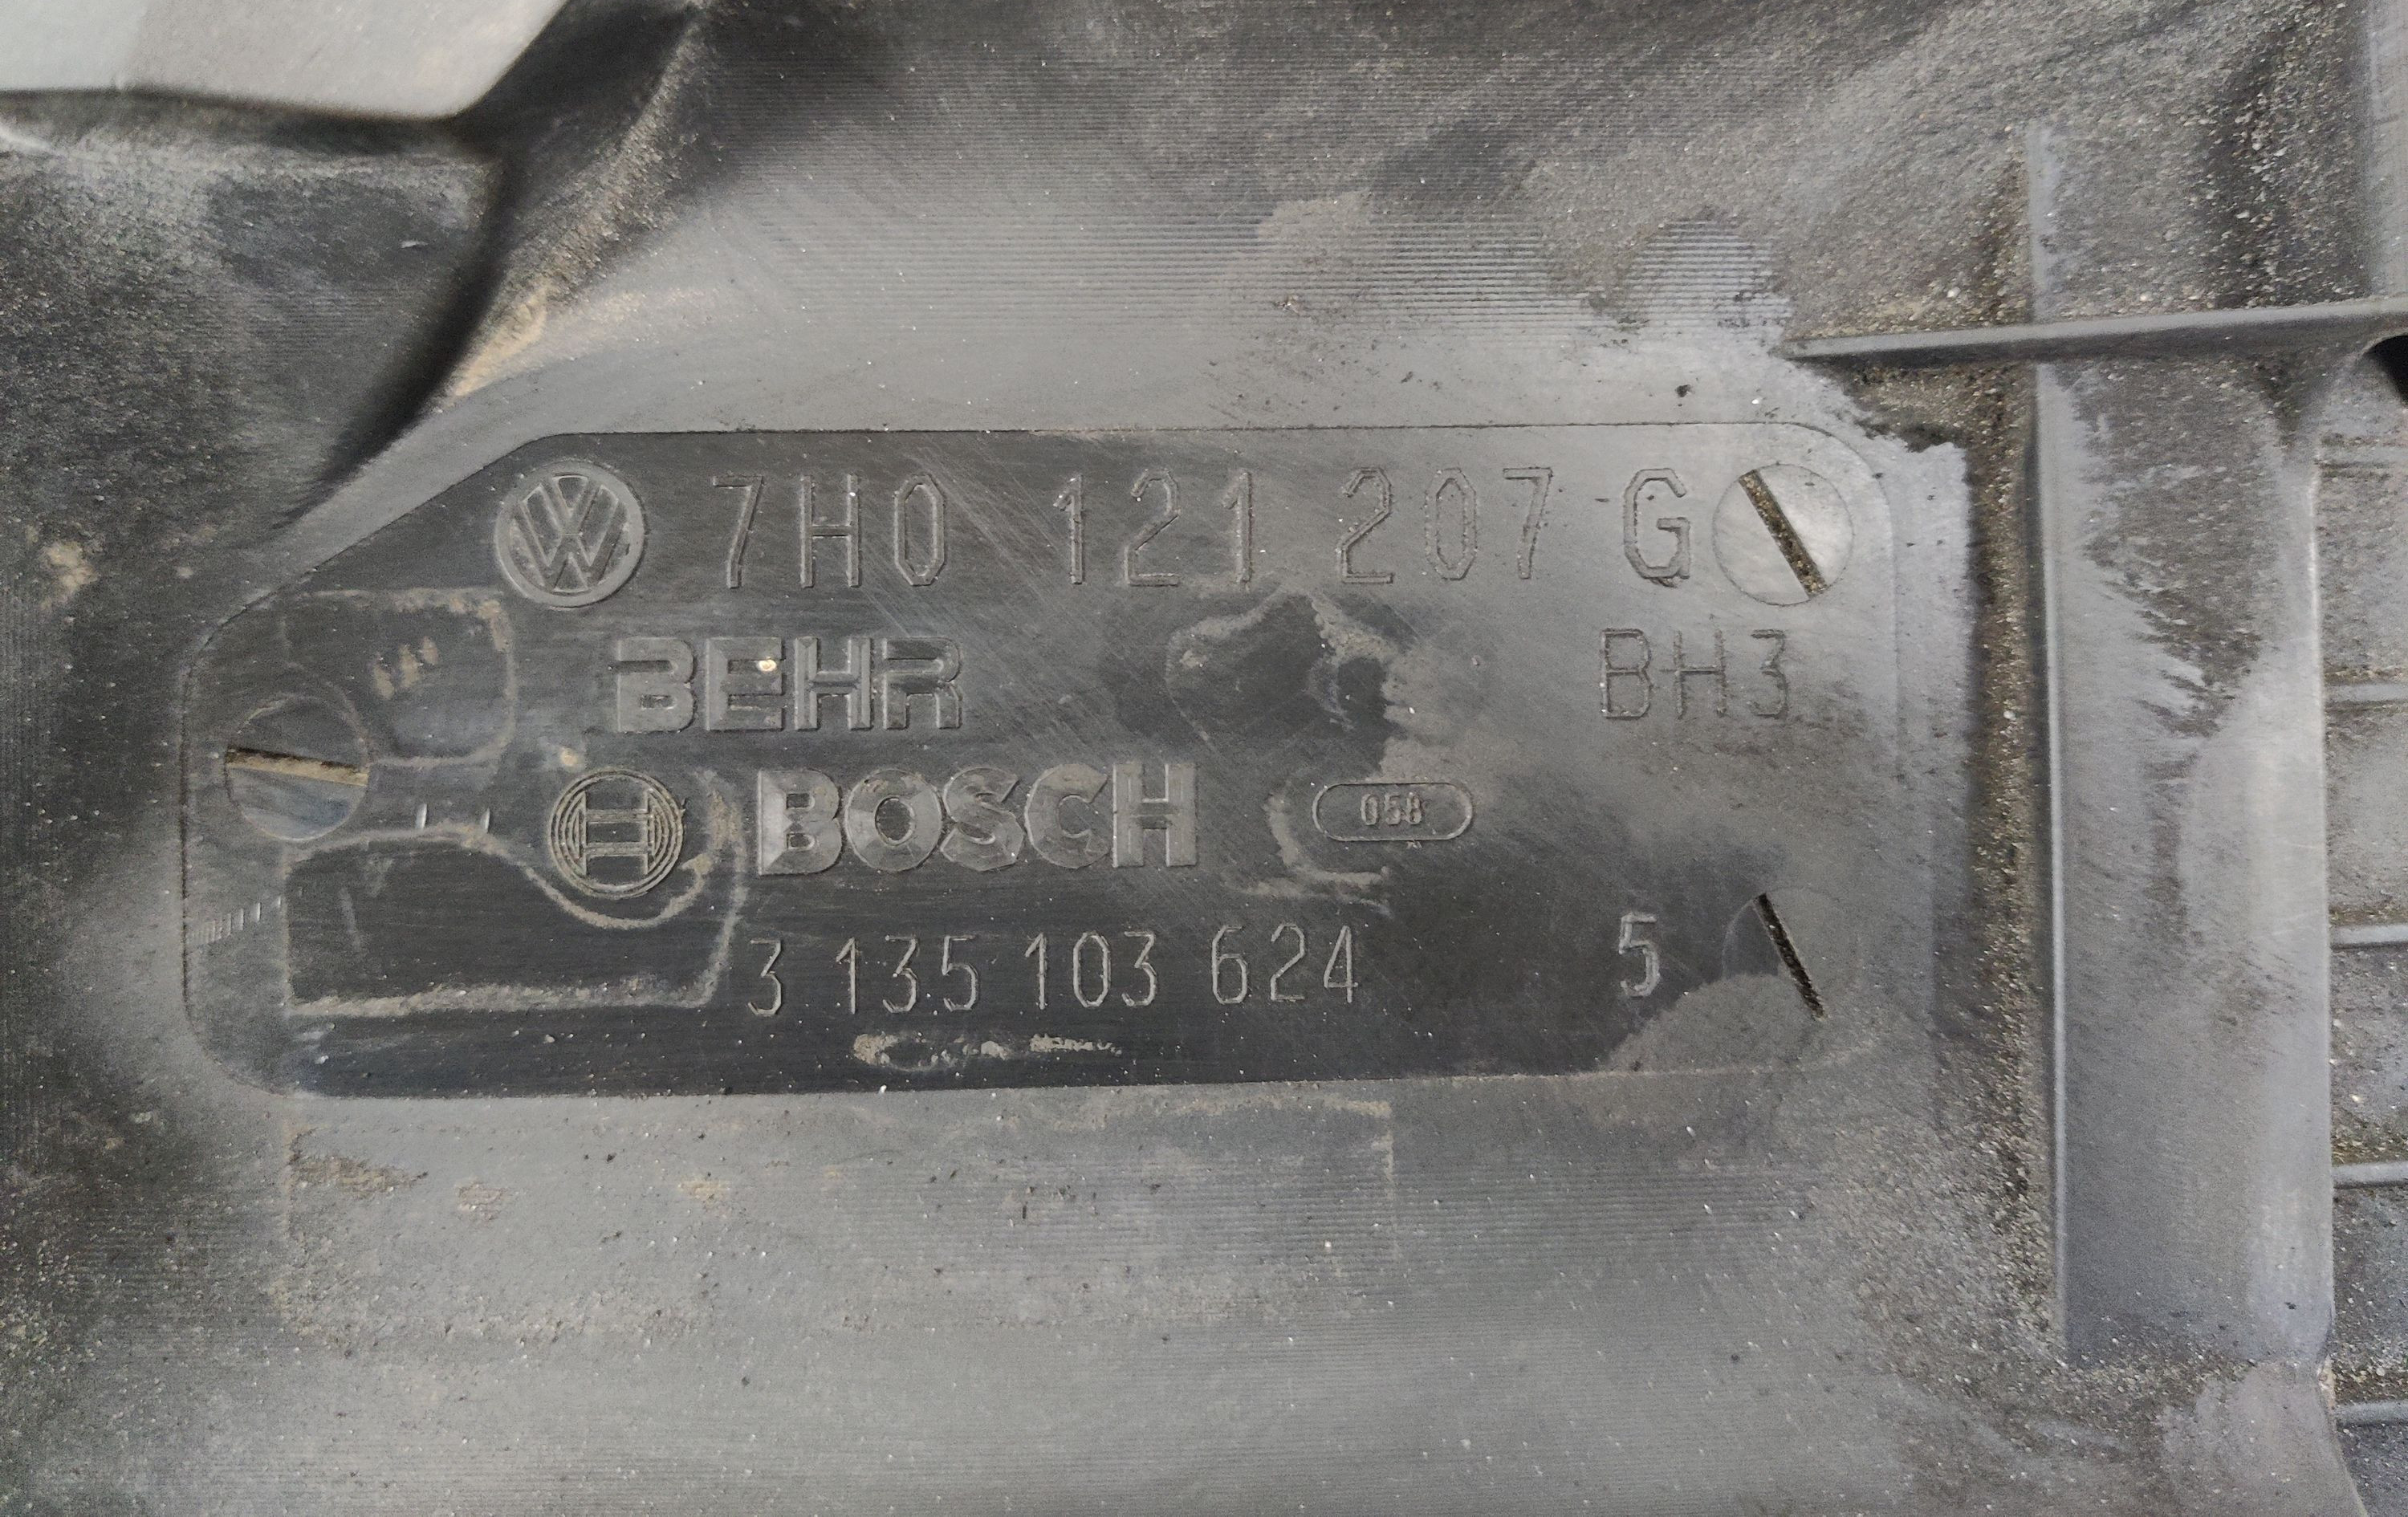 7H0 121 207 G
BEHR BH3
BOSCH 058
3 135 103 624 5